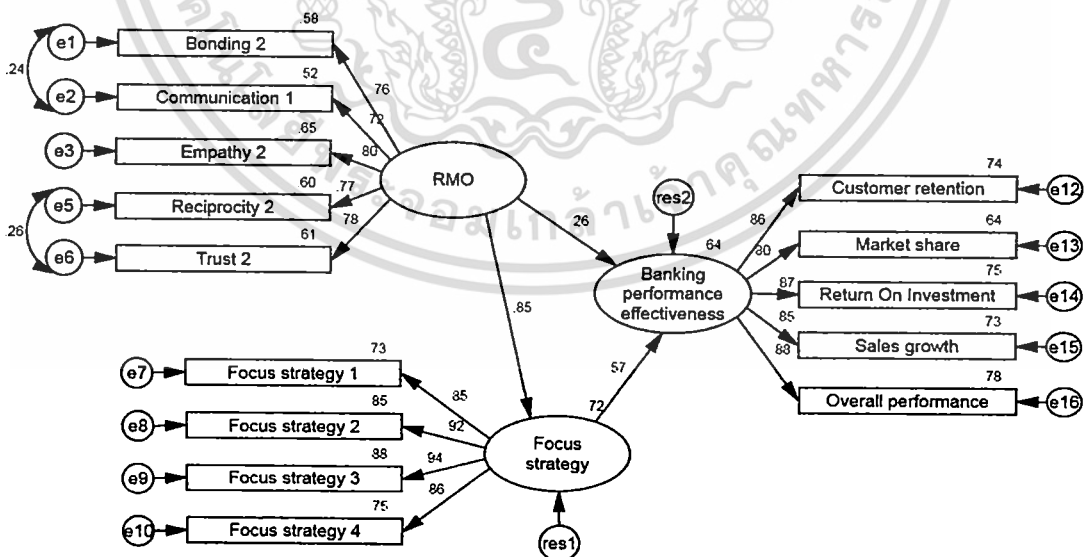 .58
e1
Bonding 2
.24
76
52
e2
Communication 1
72
.65
e3
Empathy 2
80
RMO
60
.77
e5
Reciprocity 2
78
.26
61
e6
Trust 2
26
.85
res2
64
Banking
performance
effectiveness
74
86
Customer retention
e12
64
80
Market share
e13
75
87
Return On Investment
e14
73
85
Sales growth
e15
78
88
Overall performance
e16
57
73
e7
Focus strategy 1
85
85
e8
Focus strategy 2
92
72
Focus
strategy
88
e9
Focus strategy 3
94
75
e10
Focus strategy 4
86
res1